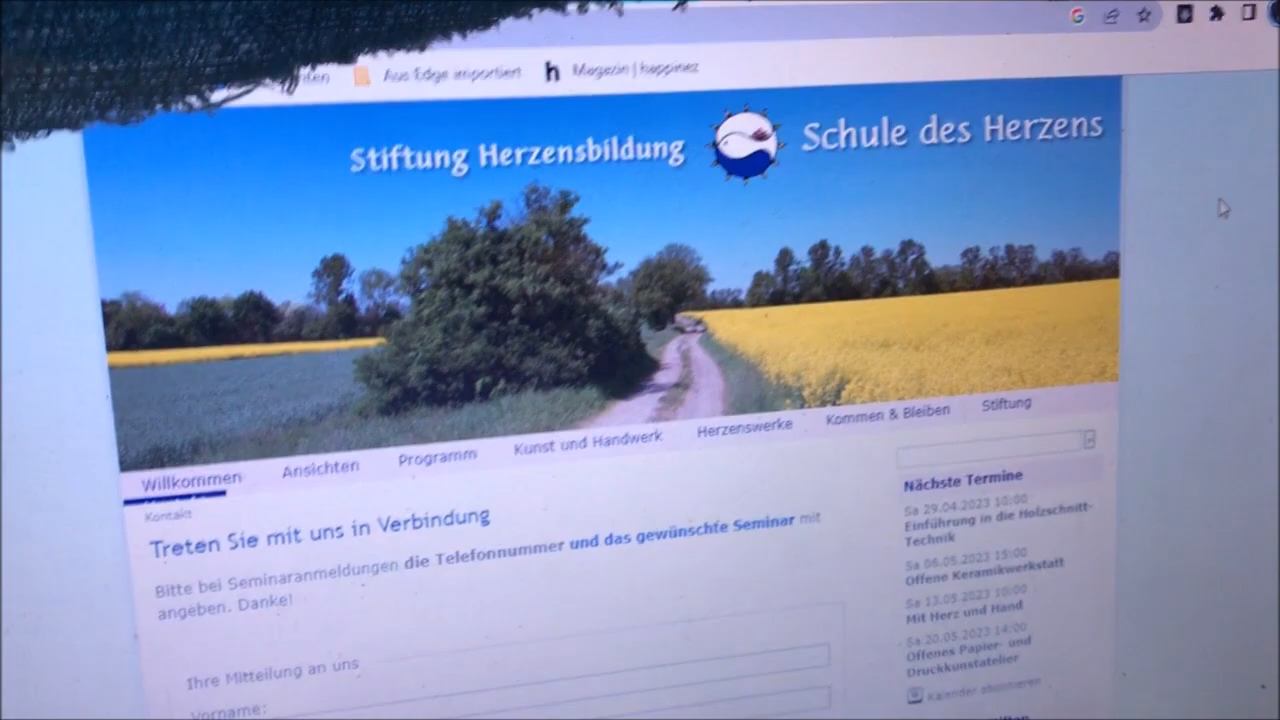 Aus Edge importiert
Magazin | happinez
Stiftung Herzensbildung
Schule des Herzens
Willkommen
Ansichten
Programm
Kunst und Handwerk
Herzenswerke
Kommen & Bleiben
Stiftung
Kontakt
Treten Sie mit uns in Verbindung
Bitte bei Seminaranmeldungen die Telefonnummer und das gewünschte Seminar mit
angeben. Danke!
Ihre Mitteilung an uns
Vorname:
Nächste Termine
Sa 29.04.2023 10:00
Einführung in die Holzschnitt-
Technik
Sa 06.05.2023 15:00
Offene Keramikwerkstatt
Sa 13.05.2023 10:00
Mit Herz und Hand
Sa 20.05.2023 14:00
Offenes Papier- und
Druckkunstatelier
Kalender abonnieren